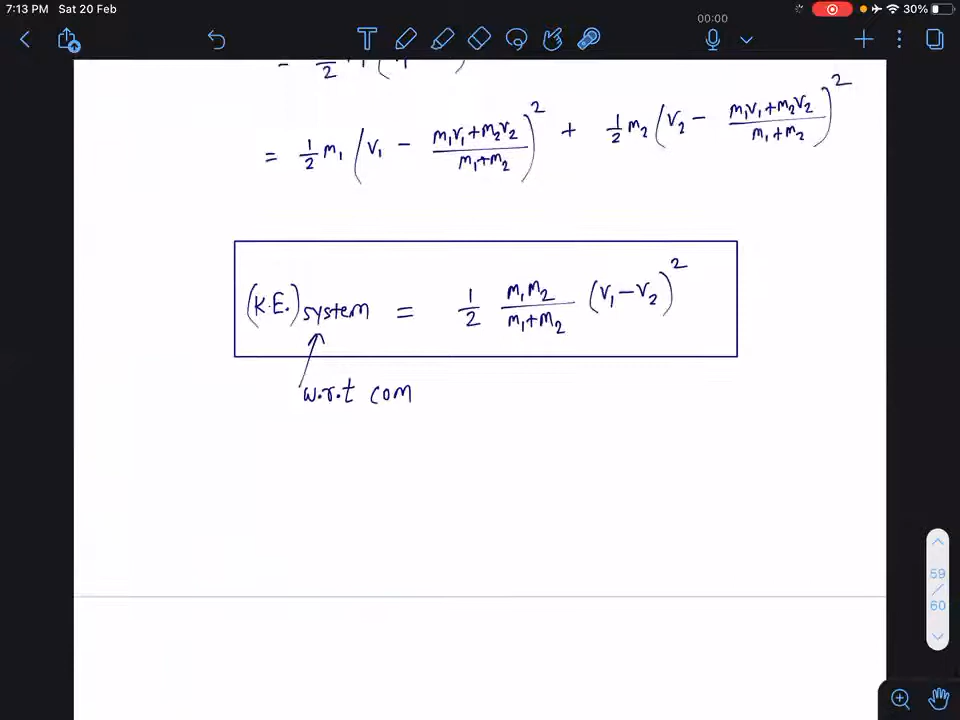 7:13 PM Sat 20 Feb
30%
00:00
= 1/2 m₁ (v₁ − (m₁v₁+m₂v₂)/(m₁+m₂))² + 1/2 m₂ (v₂ − (m₁v₁+m₂v₂)/(m₁+m₂))²
(K.E.)system = 1/2 (m₁m₂)/(m₁+m₂) (v₁−v₂)²
w.r.t com
59
/
60